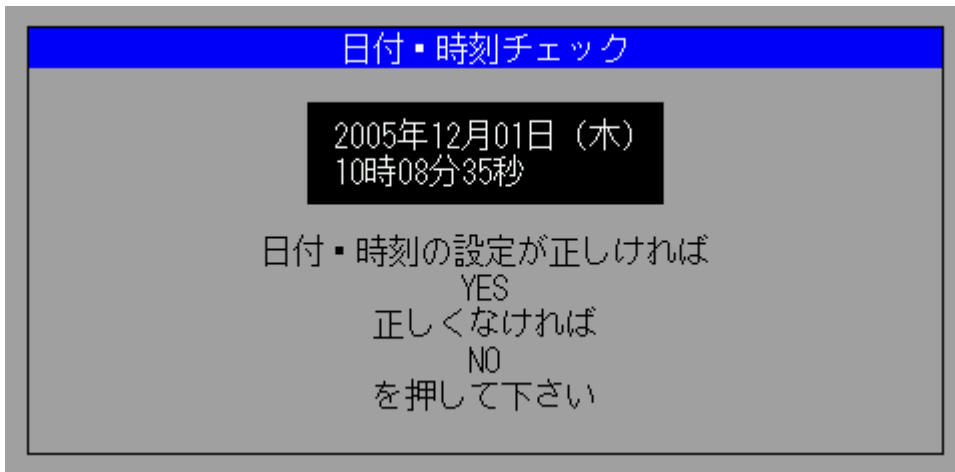 日付▪時刻チェック
2005年12月01日（木）
10時08分35秒
日付▪時刻の設定が正しければ
YES
正しくなければ
NO
を押して下さい